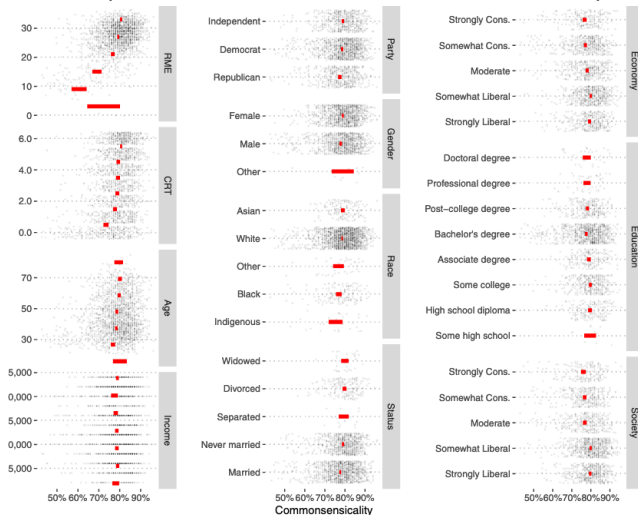 30
20
10
0
RME
6.0
4.0
2.0
0.0
CRT
70
50
30
Age
5,000
0,000
5,000
0,000
5,000
Income
50% 60% 70% 80% 90%
Independent
Democrat
Republican
Party
Female
Male
Other
Gender
Asian
White
Other
Black
Indigenous
Race
Widowed
Divorced
Separated
Never married
Married
Status
50% 60% 70% 80% 90%
Commonsensicality
Strongly Cons.
Somewhat Cons.
Moderate
Somewhat Liberal
Strongly Liberal
Economy
Doctoral degree
Professional degree
Post-college degree
Bachelor's degree
Associate degree
Some college
High school diploma
Some high school
Education
Strongly Cons.
Somewhat Cons.
Moderate
Somewhat Liberal
Strongly Liberal
Society
50% 60% 70% 80% 90%